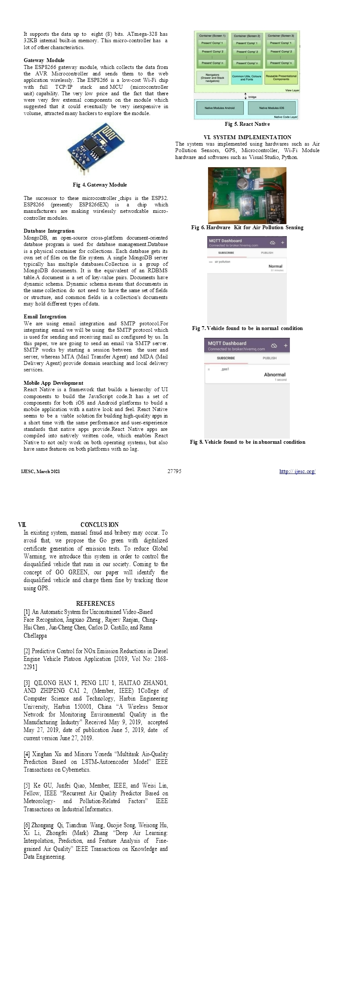 It supports the data up to eight (8) bits. ATmega-328 has
32KB internal built-in memory. This micro-controller has a
lot of other characteristics.
Gateway Module
The ESP8266 gateway module, which collects the data from
the AVR Microcontroller and sends them to the web
application wirelessly. The ESP8266 is a low-cost Wi-Fi chip
with full TCP/IP stack and MCU (microcontroller
unit) capability. The very low price and the fact that there
were very few external components on the module which
suggested that it could eventually be very inexpensive in
volume, attracted many hackers to explore the module.
Fig 4. Gateway Module
The successor to these microcontroller_chips is the ESP32.
ESP8266 (presently ESP8266EX) is a chip which
manufacturers are making wirelessly networkable micro-
controller modules.
Database Integration
MongoDB, an open-source cross-platform document-oriented
database program is used for database management.Database
is a physical container for collections. Each database gets its
own set of files on the file system. A single MongoDB server
typically has multiple databases.Collection is a group of
MongoDB documents. It is the equivalent of an RDBMS
table.A document is a set of key-value pairs. Documents have
dynamic schema. Dynamic schema means that documents in
the same collection do not need to have the same set of fields
or structure, and common fields in a collection's documents
may hold different types of data.
Email Integration
We are using email integration and SMTP protocol.For
integrating email we will be using the SMTP protocol which
is used for sending and receiving mail as configured by us. In
this paper, we are going to send an email via SMTP server.
SMTP works by starting a session between the user and
server, whereas MTA (Mail Transfer Agent) and MDA (Mail
Delivery Agent) provide domain searching and local delivery
services.
Mobile App Development
React Native is a framework that builds a hierarchy of UI
components to build the JavaScript code.It has a set of
components for both iOS and Android platforms to build a
mobile application with a native look and feel. React Native
seems to be a viable solution for building high-quality apps in
a short time with the same performance and user-experience
standards that native apps provide.React Native apps are
compiled into natively written code, which enables React
Native to not only work on both operating systems, but also
have same features on both platforms with no lag.
Container (Screen 1) Container (Screen 2) Container (Screen 3)
Present' Comp' 1 Present' Comp' 1 Present' Comp' 1
Present' Comp' 2 Present' Comp' 2 Present' Comp' 2
Present' Comp' n Present' Comp' n Present' Comp' n
Navigators
(Drawer and Stack
navigators)
Common Utils, Colours
and Fonts
Reusable Presentational
Components
View Layer
bridge
Native Modules Android Native Modules iOS
Native Code Layer
Fig 5. React Native
VI. SYSTEM IMPLEMENTATION
The system was implemented using hardwares such as Air
Pollution Sensors, GPS, Microcontroller, Wi-Fi Module
hardware and softwares such as Visual Studio, Python.
Fig 6. Hardware Kit for Air Pollution Sensing
MQTT Dashboard
Connected to broker.hivemq.com
SUBSCRIBE PUBLISH
air pollution
Normal
51 minutes
Fig 7. Vehicle found to be in normal condition
MQTT Dashboard
Connected to broker.hivemq.com
SUBSCRIBE PUBLISH
_gas1
Abnormal
1 second
Fig 8. Vehicle found to be in abnormal condition
IJESC, March 2021 27795 http:// ijesc.org/
VII. CONCLUSION
In existing system, manual fraud and bribery may occur. To
avoid that, we propose the Go green with digitalized
certificate generation of emission tests. To reduce Global
Warming, we introduce this system in order to control the
disqualified vehicle that runs in our society. Coming to the
concept of GO GREEN, our paper will identify the
disqualified vehicle and charge them fine by tracking those
using GPS.
REFERENCES
[1] An Automatic System for Unconstrained Video-Based
Face Recognition, Jingxiao Zheng, Rajeev Ranjan, Ching-
Hui Chen, Jun-Cheng Chen, Carlos D. Castillo, and Rama
Chellappa
[2] Predictive Control for NOx Emission Reductions in Diesel
Engine Vehicle Platoon Application [2019, Vol No: 2168-
2291]
[3] QILONG HAN 1, PENG LIU 1, HAITAO ZHANG1,
AND ZHIPENG CAI 2, (Member, IEEE) 1College of
Computer Science and Technology, Harbin Engineering
University, Harbin 150001, China “A Wireless Sensor
Network for Monitoring Environmental Quality in the
Manufacturing Industry” Received May 9, 2019, accepted
May 27, 2019, date of publication June 5, 2019, date of
current version June 27, 2019.
[4] Xinghan Xu and Minoru Yoneda “Multitask Air-Quality
Prediction Based on LSTM-Autoencoder Model” IEEE
Transactions on Cybernetics.
[5] Ke GU, Junfei Qiao, Member, IEEE, and Weisi Lin,
Fellow, IEEE “Recurrent Air Quality Predictor Based on
Meteorology- and Pollution-Related Factors” IEEE
Transactions on Industrial Informatics.
[6] Zhongang Qi, Tianchun Wang, Guojie Song, Weisong Hu,
Xi Li, Zhongfei (Mark) Zhang “Deep Air Learning:
Interpolation, Prediction, and Feature Analysis of Fine-
grained Air Quality” IEEE Transactions on Knowledge and
Data Engineering.